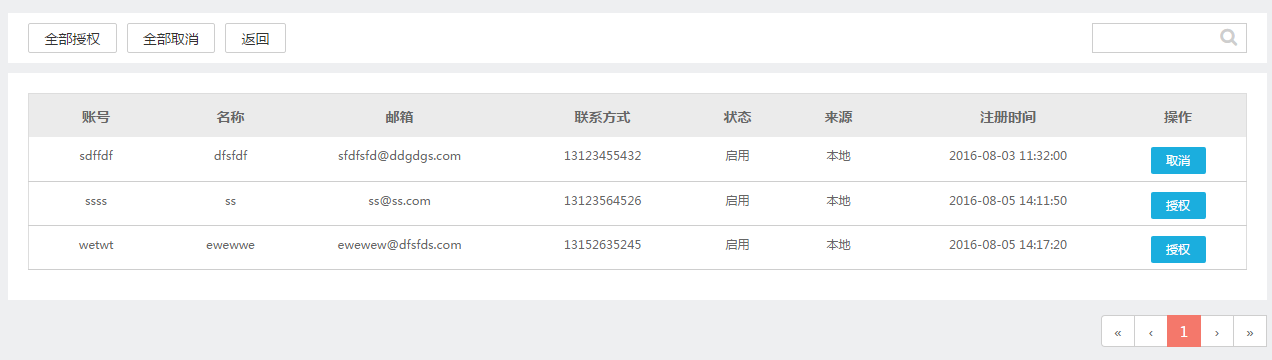 全部授权 全部取消 返回
账号 名称 邮箱 联系方式 状态 来源 注册时间 操作
sdffdf dfsfdf sfdfsfd@ddgdgs.com 13123455432 启用 本地 2016-08-03 11:32:00 取消
ssss ss ss@ss.com 13123564526 启用 本地 2016-08-05 14:11:50 授权
wetwt ewewwe ewewew@dfsfds.com 13152635245 启用 本地 2016-08-05 14:17:20 授权
« ‹ 1 › »